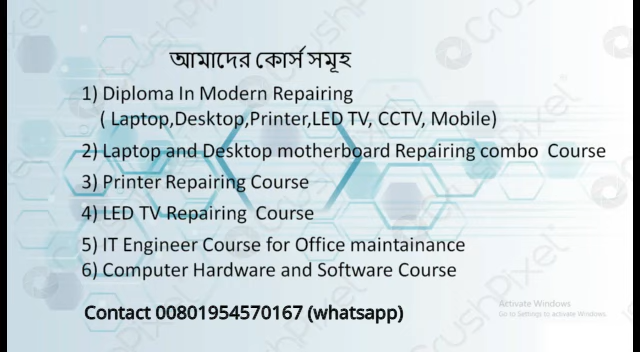 আমাদের কোর্স সমূহ
1) Diploma In Modern Repairing
( Laptop,Desktop,Printer,LED TV, CCTV, Mobile)
2) Laptop and Desktop motherboard Repairing combo Course
3) Printer Repairing Course
4) LED TV Repairing Course
5) IT Engineer Course for Office maintainance
6) Computer Hardware and Software Course
Contact 00801954570167 (whatsapp)
Activate Windows
Go to Settings to activate Windows.